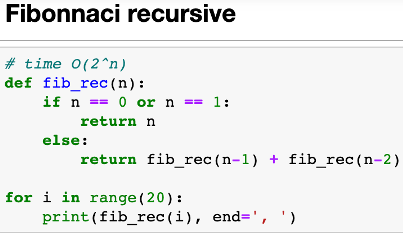 Fibonnaci recursive
# time O(2^n)
def fib_rec(n):
    if n == 0 or n == 1:
        return n
    else:
        return fib_rec(n-1) + fib_rec(n-2)
for i in range(20):
    print(fib_rec(i), end=', ')